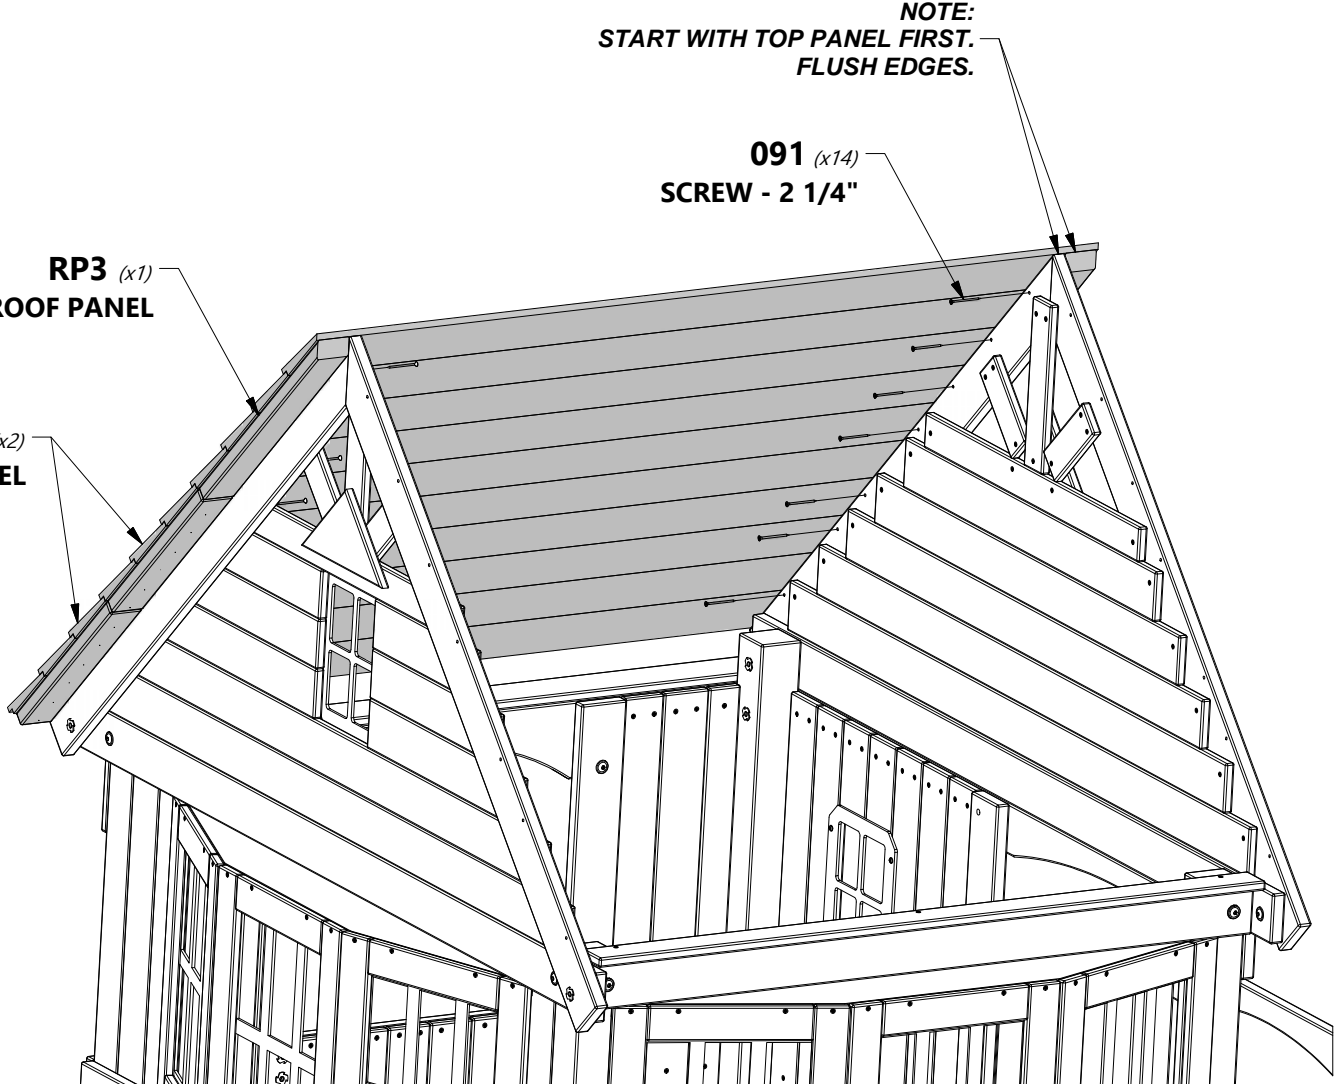 NOTE:
START WITH TOP PANEL FIRST.
FLUSH EDGES.
091 (x14)
SCREW - 2 1/4"
RP3 (x1)
ROOF PANEL
x2)
EL